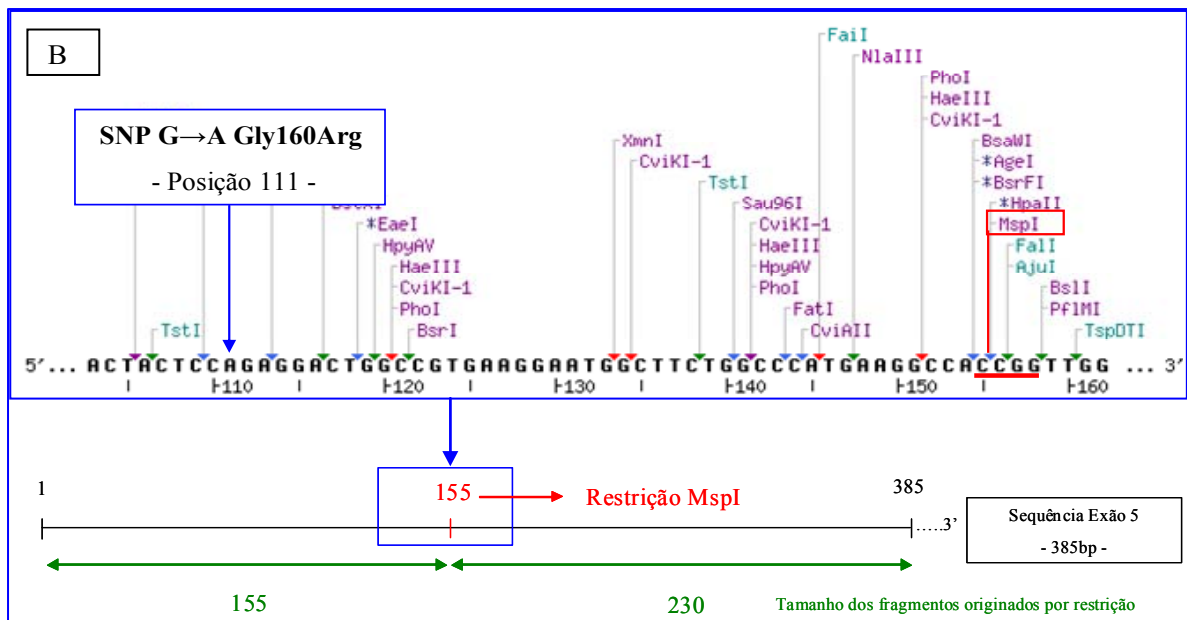 B
SNP G→A Gly160Arg
- Posição 111 -
FaiI
NlaIII
PhoI
HaeIII
CviKI-1
XmnI
CviKI-1
BsaWI
*AgeI
*BsrFI
TstI
Sau96I
*HpaII
*EaeI
CviKI-1
MspI
HpyAV
HaeIII
FalI
HaeIII
HpyAV
AjuI
CviKI-1
PhoI
BslI
PhoI
FatI
PflMI
TstI
BsrI
CviAII
TspDTI
5’... ACTACTCCAGAGGACTGGCCGTGAAGGAATGGCTTCTGGCCCATGAAGGCCACCGGTTGG ... 3’
110 120 130 140 150 160
1 155 Restrição MspI 385
.....3’
Sequência Exão 5
- 385bp -
155 230 Tamanho dos fragmentos originados por restrição